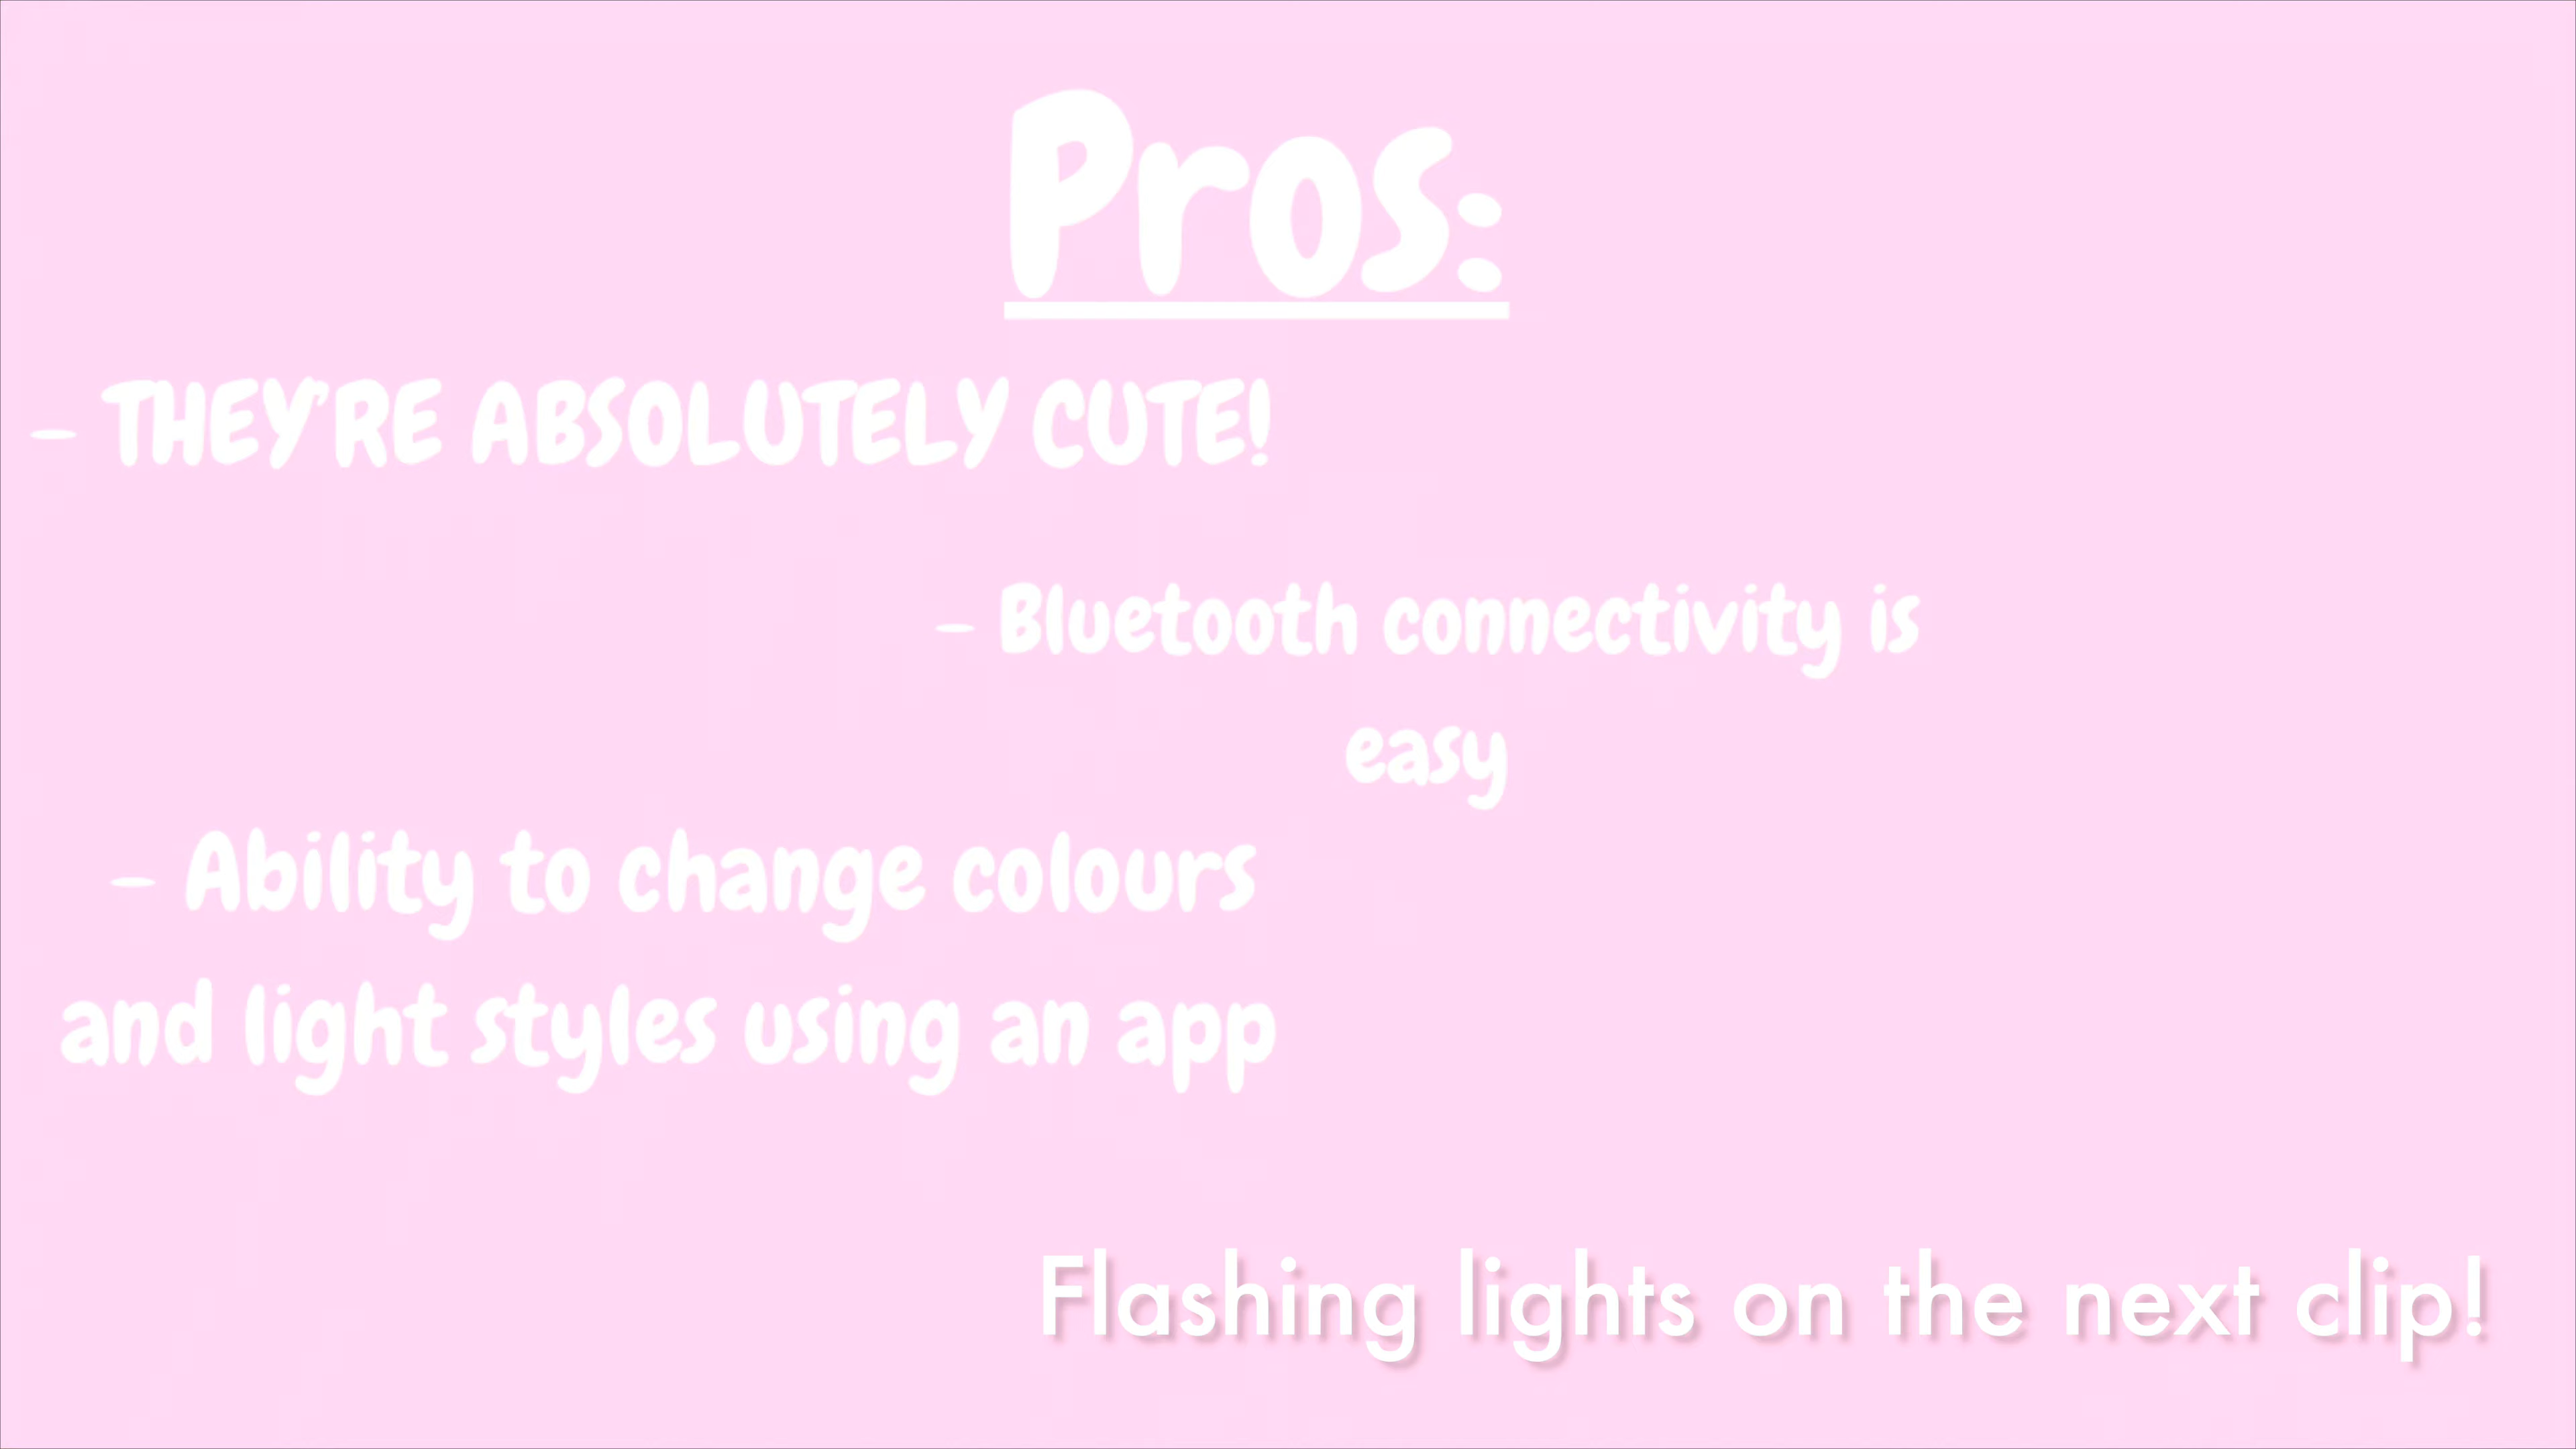 Pros:
- THEY'RE ABSOLUTELY CUTE!
- Bluetooth connectivity is
easy
- Ability to change colours
and light styles using an app
Flashing lights on the next clip!